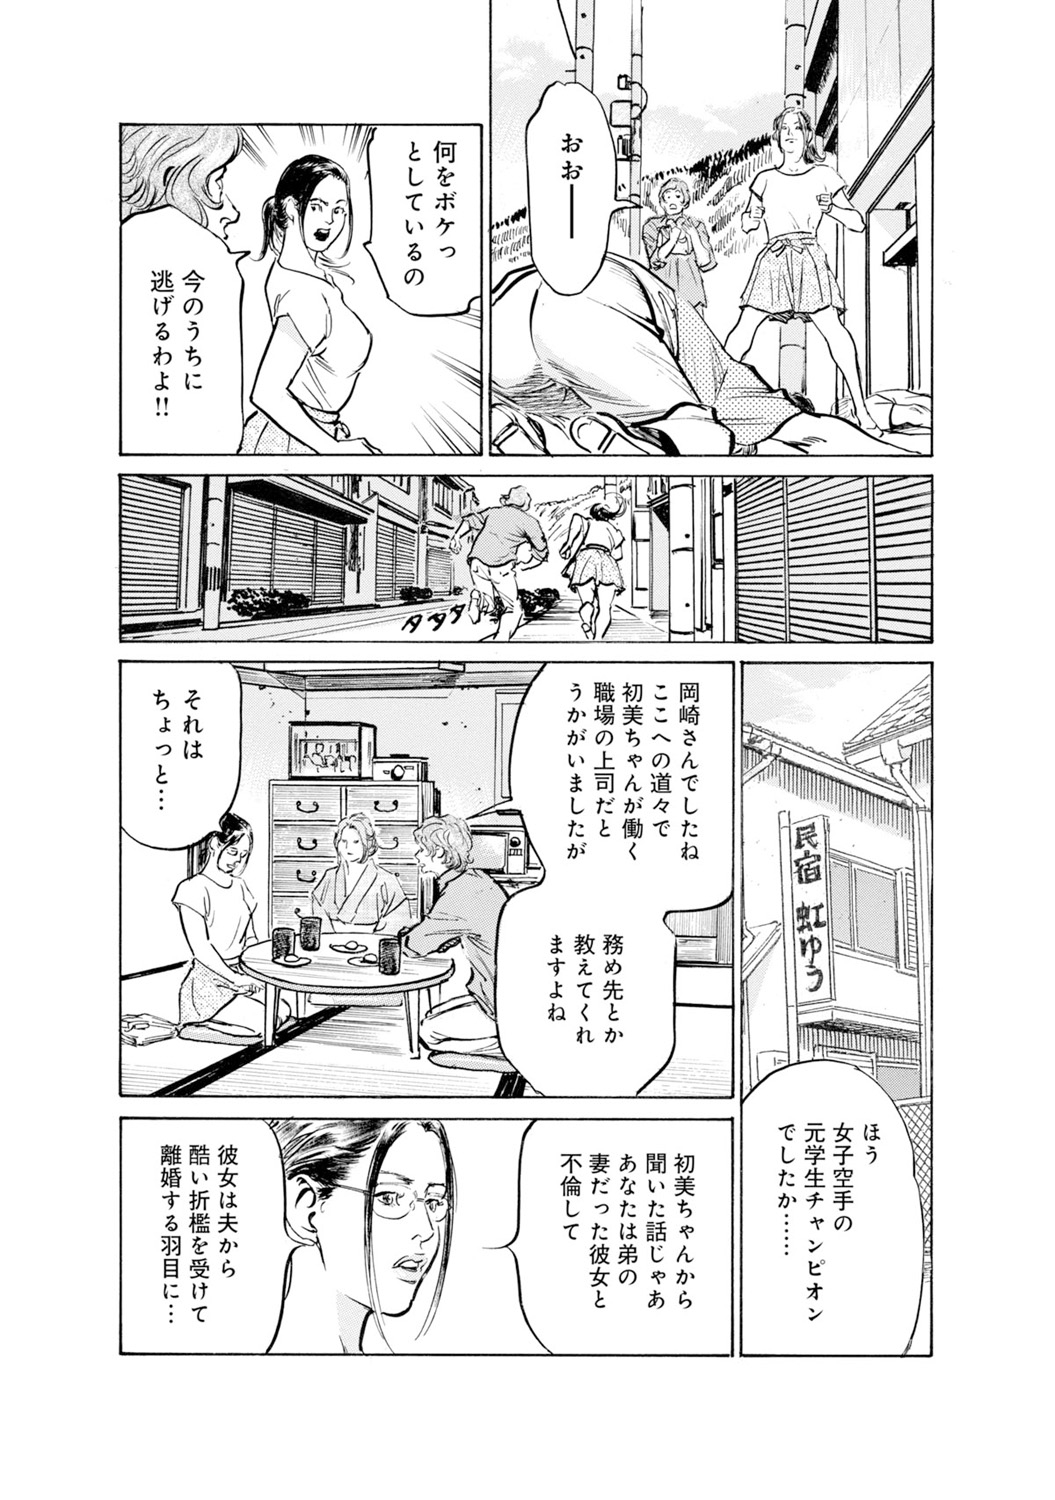 おおーー
何をボケっ
としているの
今のうちに
逃げるわよ!!
タタタタ
民宿 虹ゆう
ほう
女子空手の
元学生チャンピオン
でしたか……
岡崎さんでしたね
ここへの道々で
初美ちゃんが働く
職場の上司だと
うかがいましたが
務め先とか
教えてくれ
ますよね
それは
ちょっと…
初美ちゃんから
聞いた話じゃあ
あなたは弟の
妻だった彼女と
不倫して
彼女は夫から
酷い折檻を受けて
離婚する羽目に…